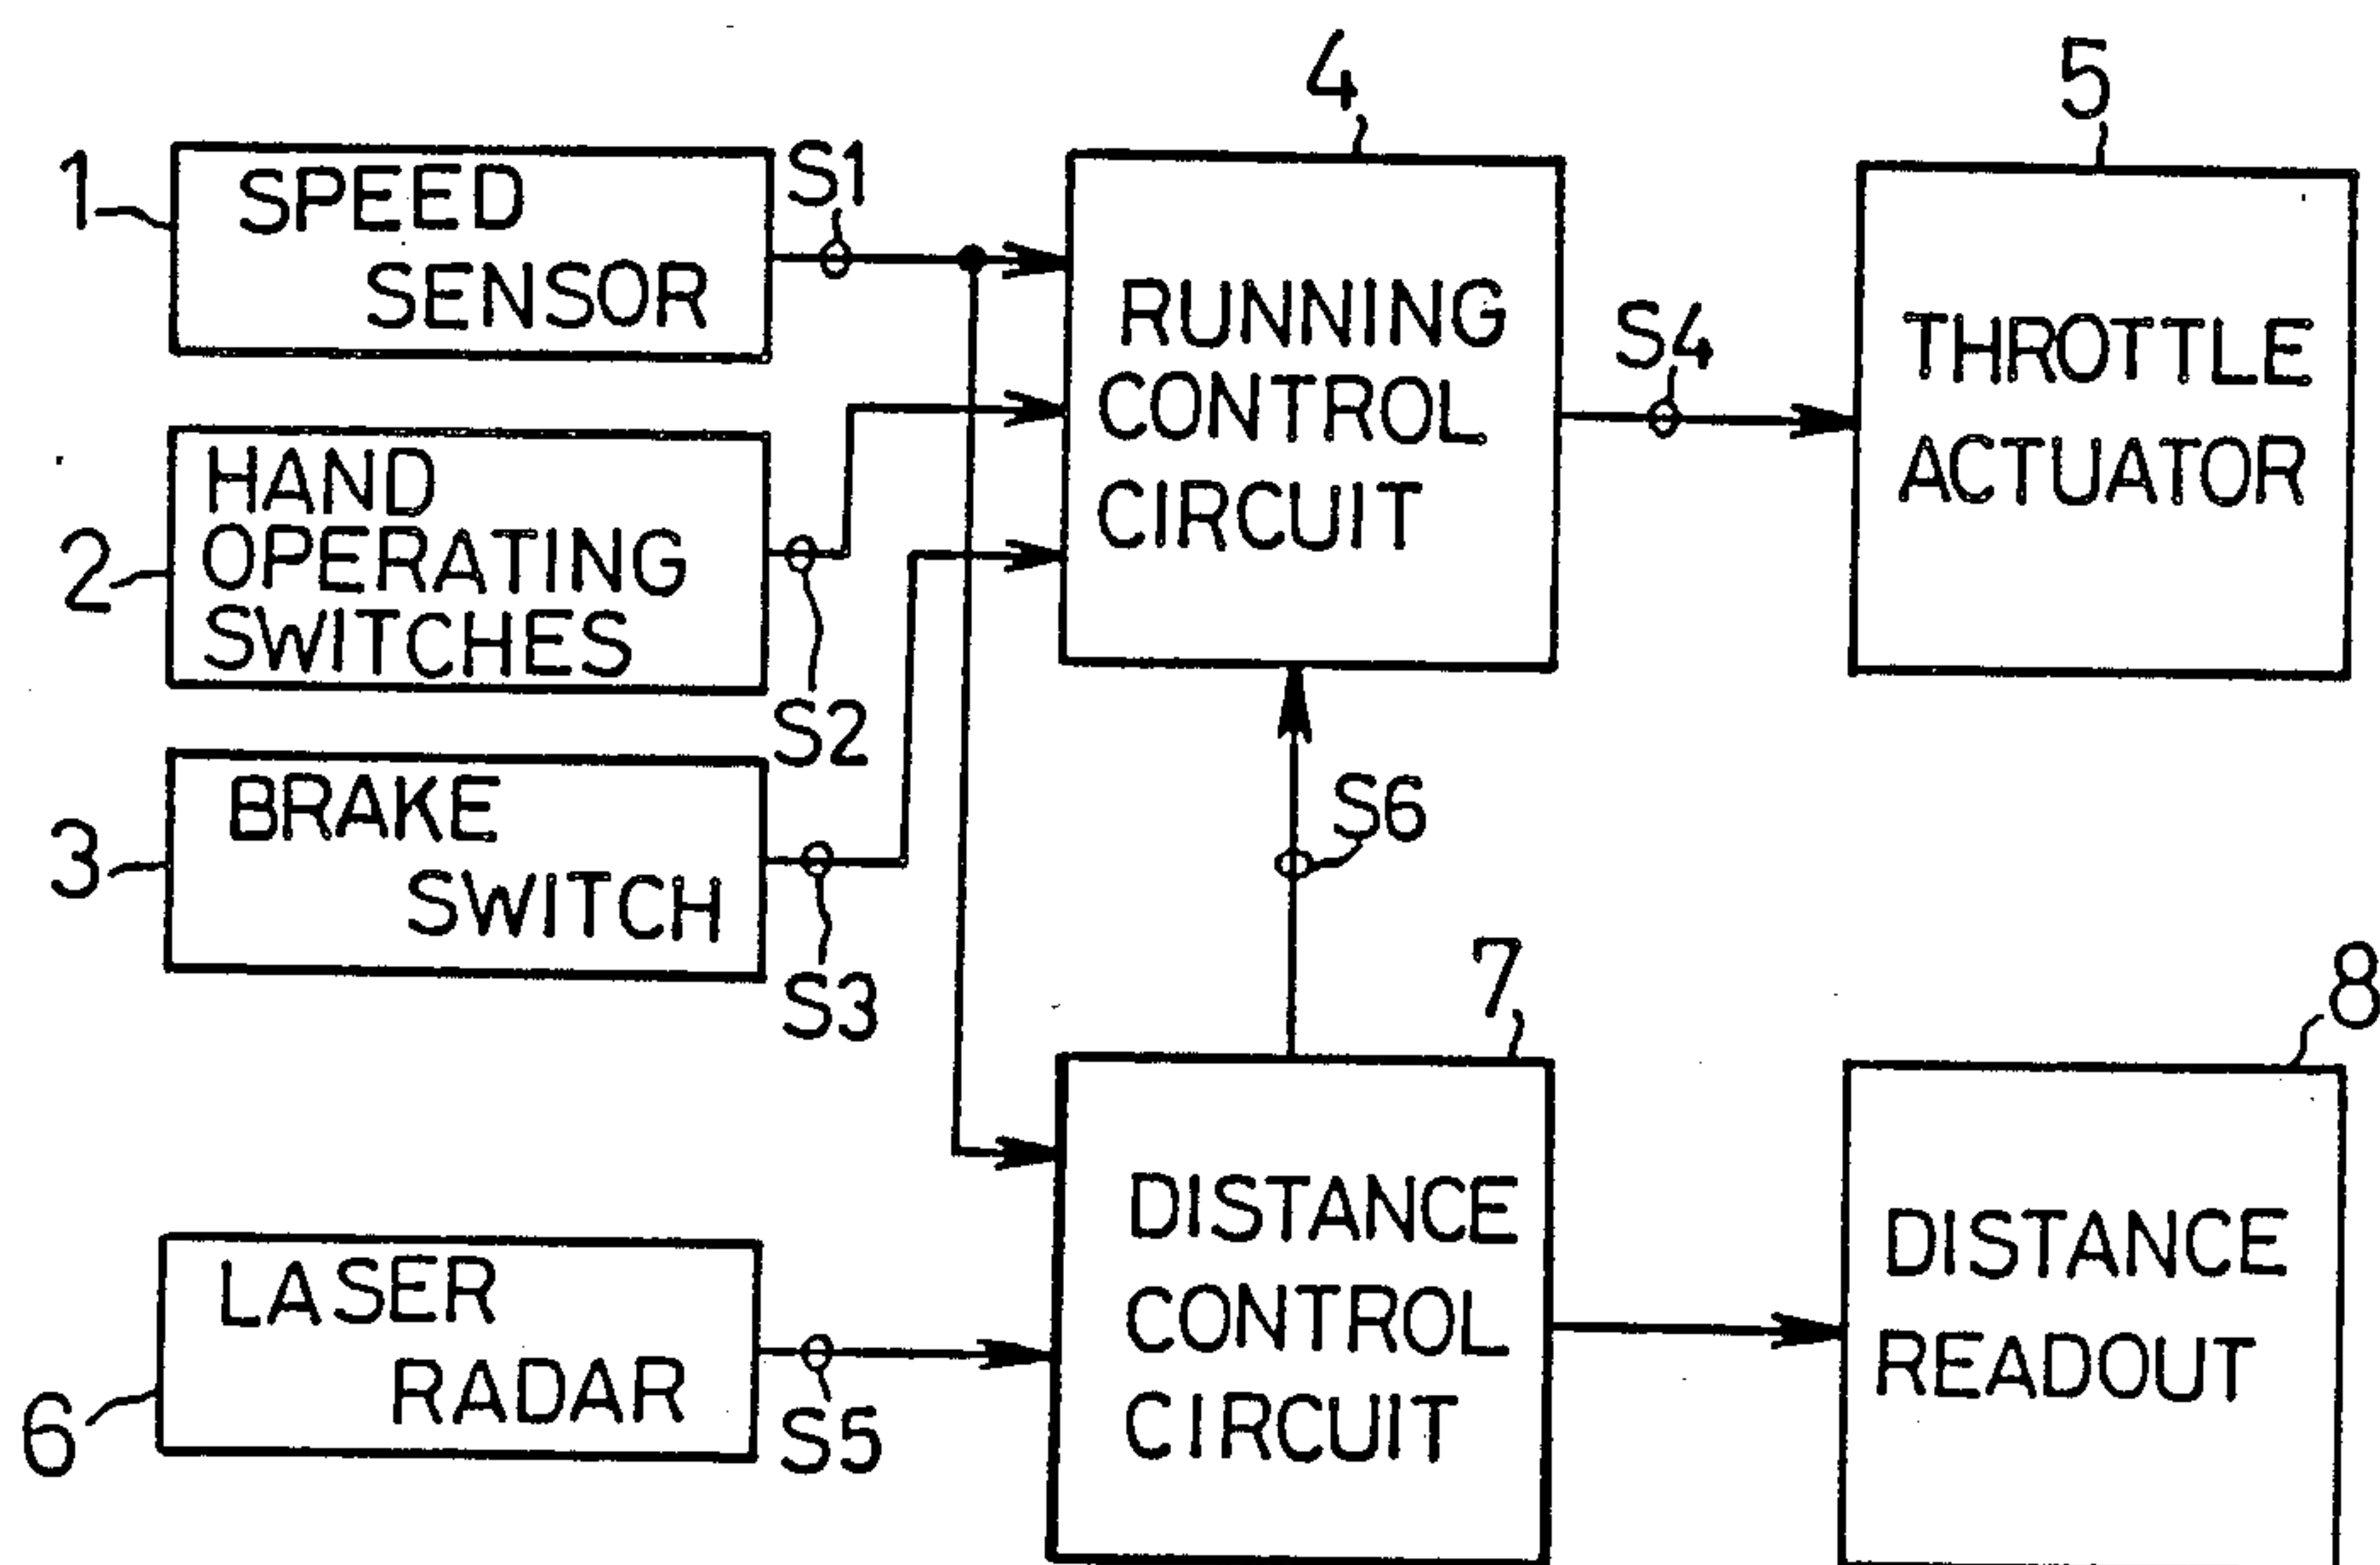 1
SPEED
SENSOR
S1
2
HAND
OPERATING
SWITCHES
S2
3
BRAKE
SWITCH
S3
4
RUNNING
CONTROL
CIRCUIT
S4
5
THROTTLE
ACTUATOR
S6
6
LASER
RADAR
S5
7
DISTANCE
CONTROL
CIRCUIT
8
DISTANCE
READOUT